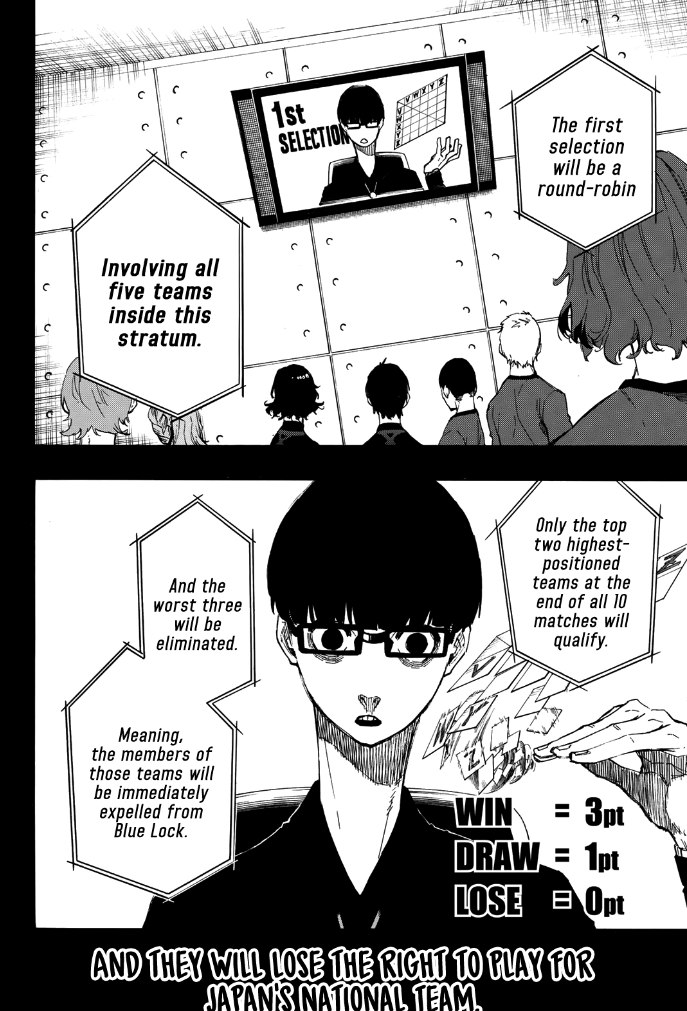 The first
selection
will be a
round-robin
1st
SELECTION
V W X Y Z
V
W
X
Y
Z
Involving all
five teams
inside this
stratum.
Only the top
two highest-
positioned
teams at the
end of all 10
matches will
qualify.
And the
worst three
will be
eliminated.
Meaning,
the members of
those teams will
be immediately
expelled from
Blue Lock.
V
Z
WIN = 3pt
DRAW = 1pt
LOSE = 0pt
AND THEY WILL LOSE THE RIGHT TO PLAY FOR
JAPAN'S NATIONAL TEAM.